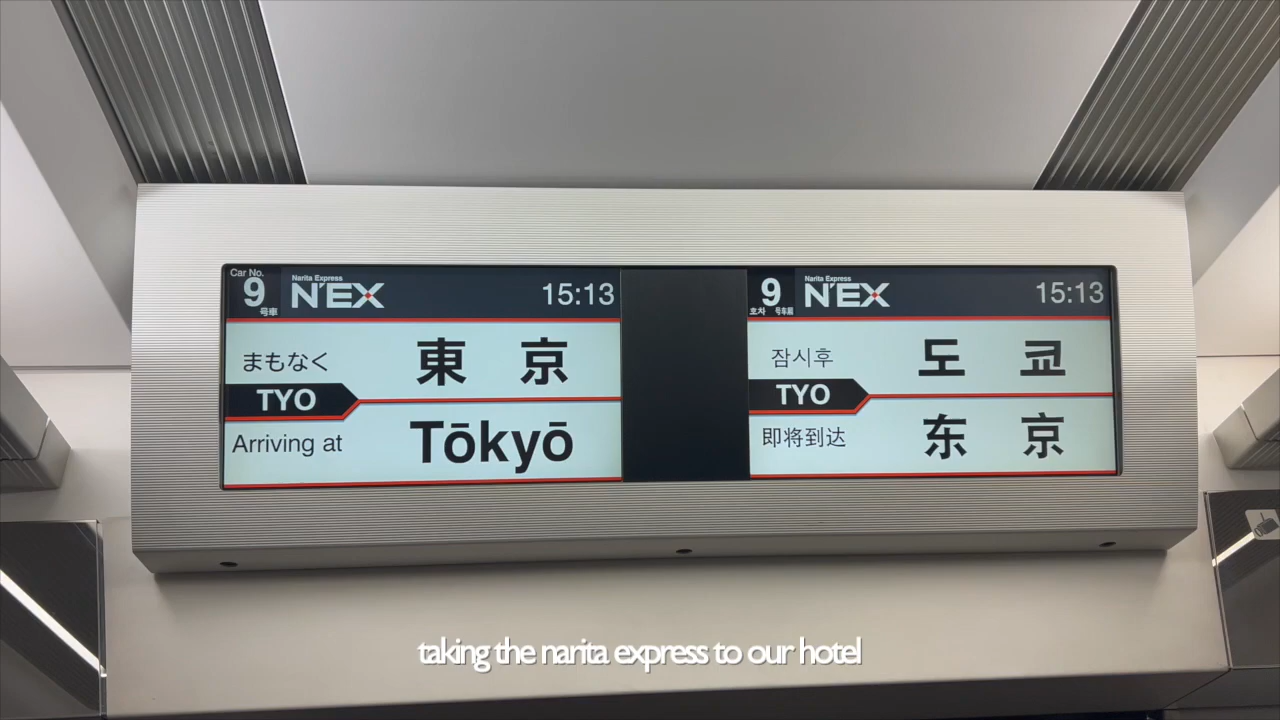 Car No.
9
号車
Narita Express
N'EX
15:13
まもなく
東京
TYO
Arriving at
Tōkyō
9
호차 号车厢
Narita Express
N'EX
15:13
잠시후
도쿄
TYO
即将到达
东京
taking the narita express to our hotel